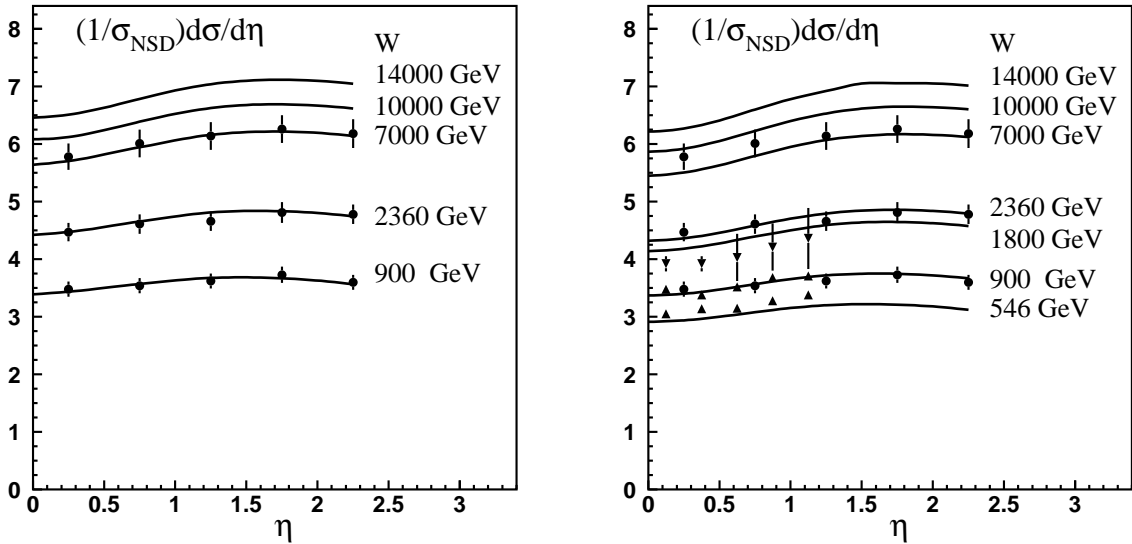 (1/σNSD)dσ/dη
W
14000 GeV
10000 GeV
7000 GeV
2360 GeV
900 GeV
8
7
6
5
4
3
2
1
0
0 0.5 1 1.5 2 2.5 3
η
(1/σNSD)dσ/dη
W
14000 GeV
10000 GeV
7000 GeV
2360 GeV
1800 GeV
900 GeV
546 GeV
8
7
6
5
4
3
2
1
0
0 0.5 1 1.5 2 2.5 3
η